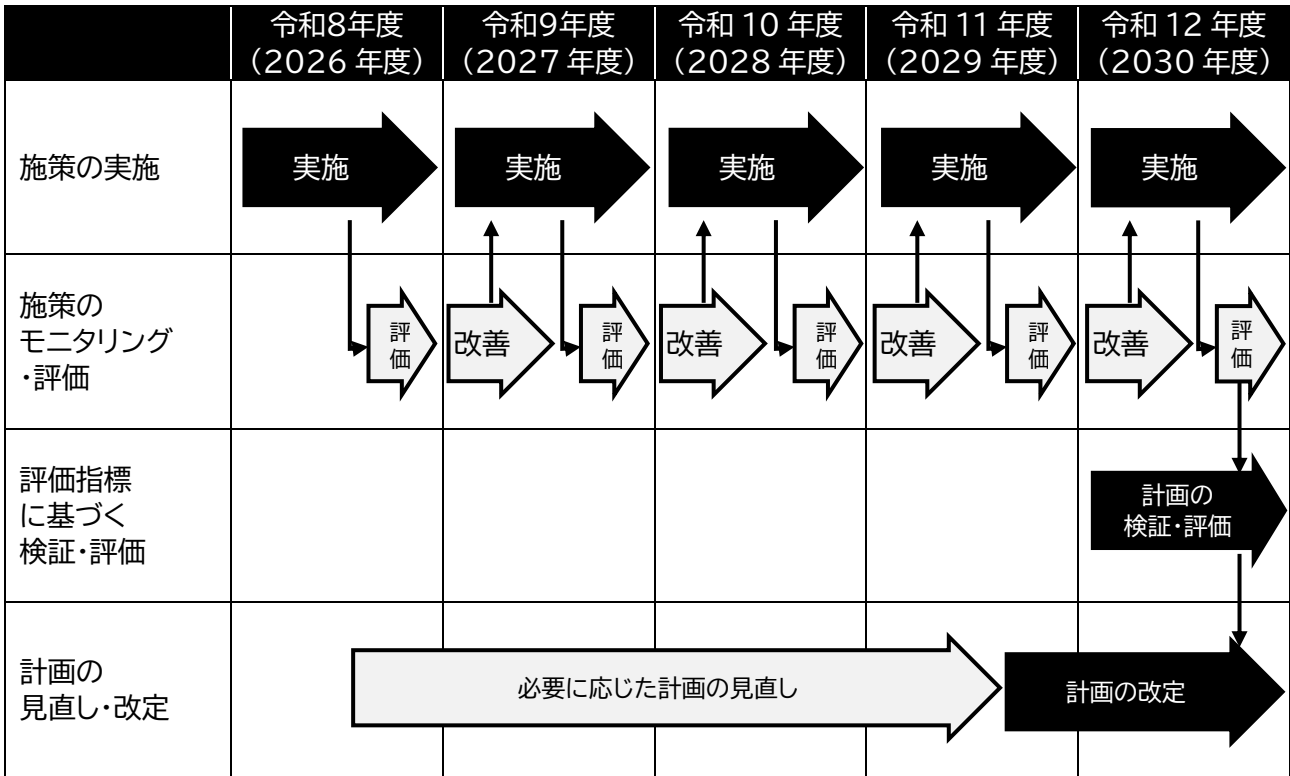 令和8年度
（2026 年度）
令和9年度
（2027 年度）
令和 10 年度
（2028 年度）
令和 11 年度
（2029 年度）
令和 12 年度
（2030 年度）
施策の実施
実施
実施
実施
実施
実施
施策の
モニタリング
・評価
評
価
改善
評
価
改善
評
価
改善
評
価
改善
評
価
評価指標
に基づく
検証・評価
計画の
検証・評価
計画の
見直し・改定
必要に応じた計画の見直し
計画の改定